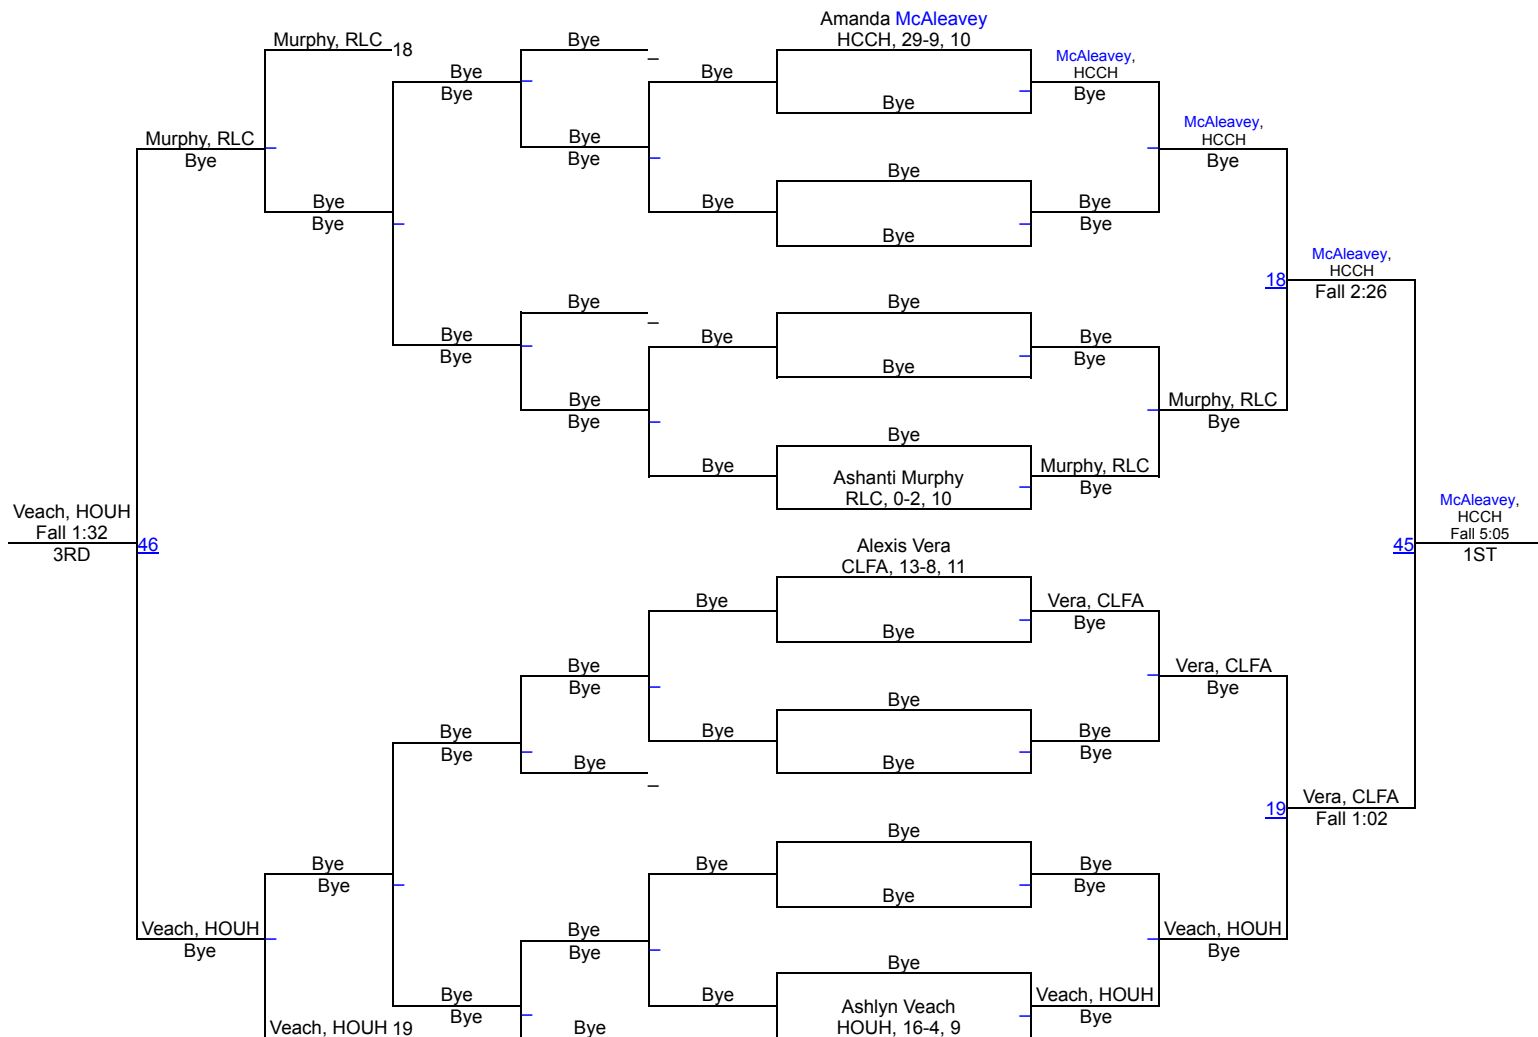 Amanda McAleavey
HCCH, 29-9, 10
Murphy, RLC
18
Bye
_
McAleavey,
HCCH
Bye
Bye
Bye
Bye
Bye
McAleavey,
HCCH
Bye
Murphy, RLC
Bye
Bye
Bye
Bye
Bye
Bye
Bye
Bye
Bye
Bye
Bye
McAleavey,
HCCH
Fall 2:26
18
Bye
_
Bye
Bye
Bye
Bye
Bye
Bye
Bye
Bye
Bye
Bye
Murphy, RLC
Bye
Bye
Bye
Ashanti Murphy
RLC, 0-2, 10
Murphy, RLC
Bye
Veach, HOUH
Fall 1:32
3RD
46
McAleavey,
HCCH
Fall 5:05
1ST
45
Alexis Vera
CLFA, 13-8, 11
Bye
Bye
Vera, CLFA
Bye
Bye
Bye
Vera, CLFA
Bye
Bye
Bye
Bye
Bye
Bye
Bye
Bye
Bye
Bye
_
Vera, CLFA
Fall 1:02
19
Bye
Bye
Bye
Bye
Bye
Bye
Bye
Veach, HOUH
Bye
Bye
Bye
Veach, HOUH
Bye
Bye
Bye
Bye
Bye
Ashlyn Veach
HOUH, 16-4, 9
Veach, HOUH
Bye
Veach, HOUH 19
Bye